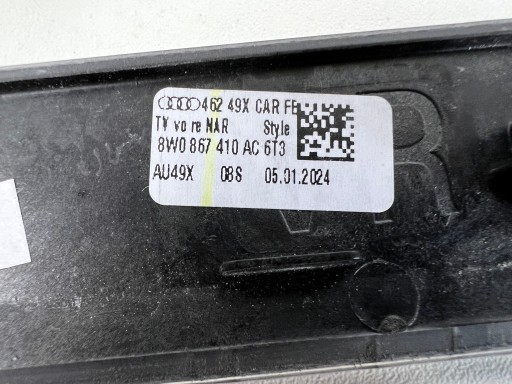 462 49X CAR FE
TV vo re NAR Style
8W0 867 410 AC 6T3
AU49X 08S 05.01.2024
VR